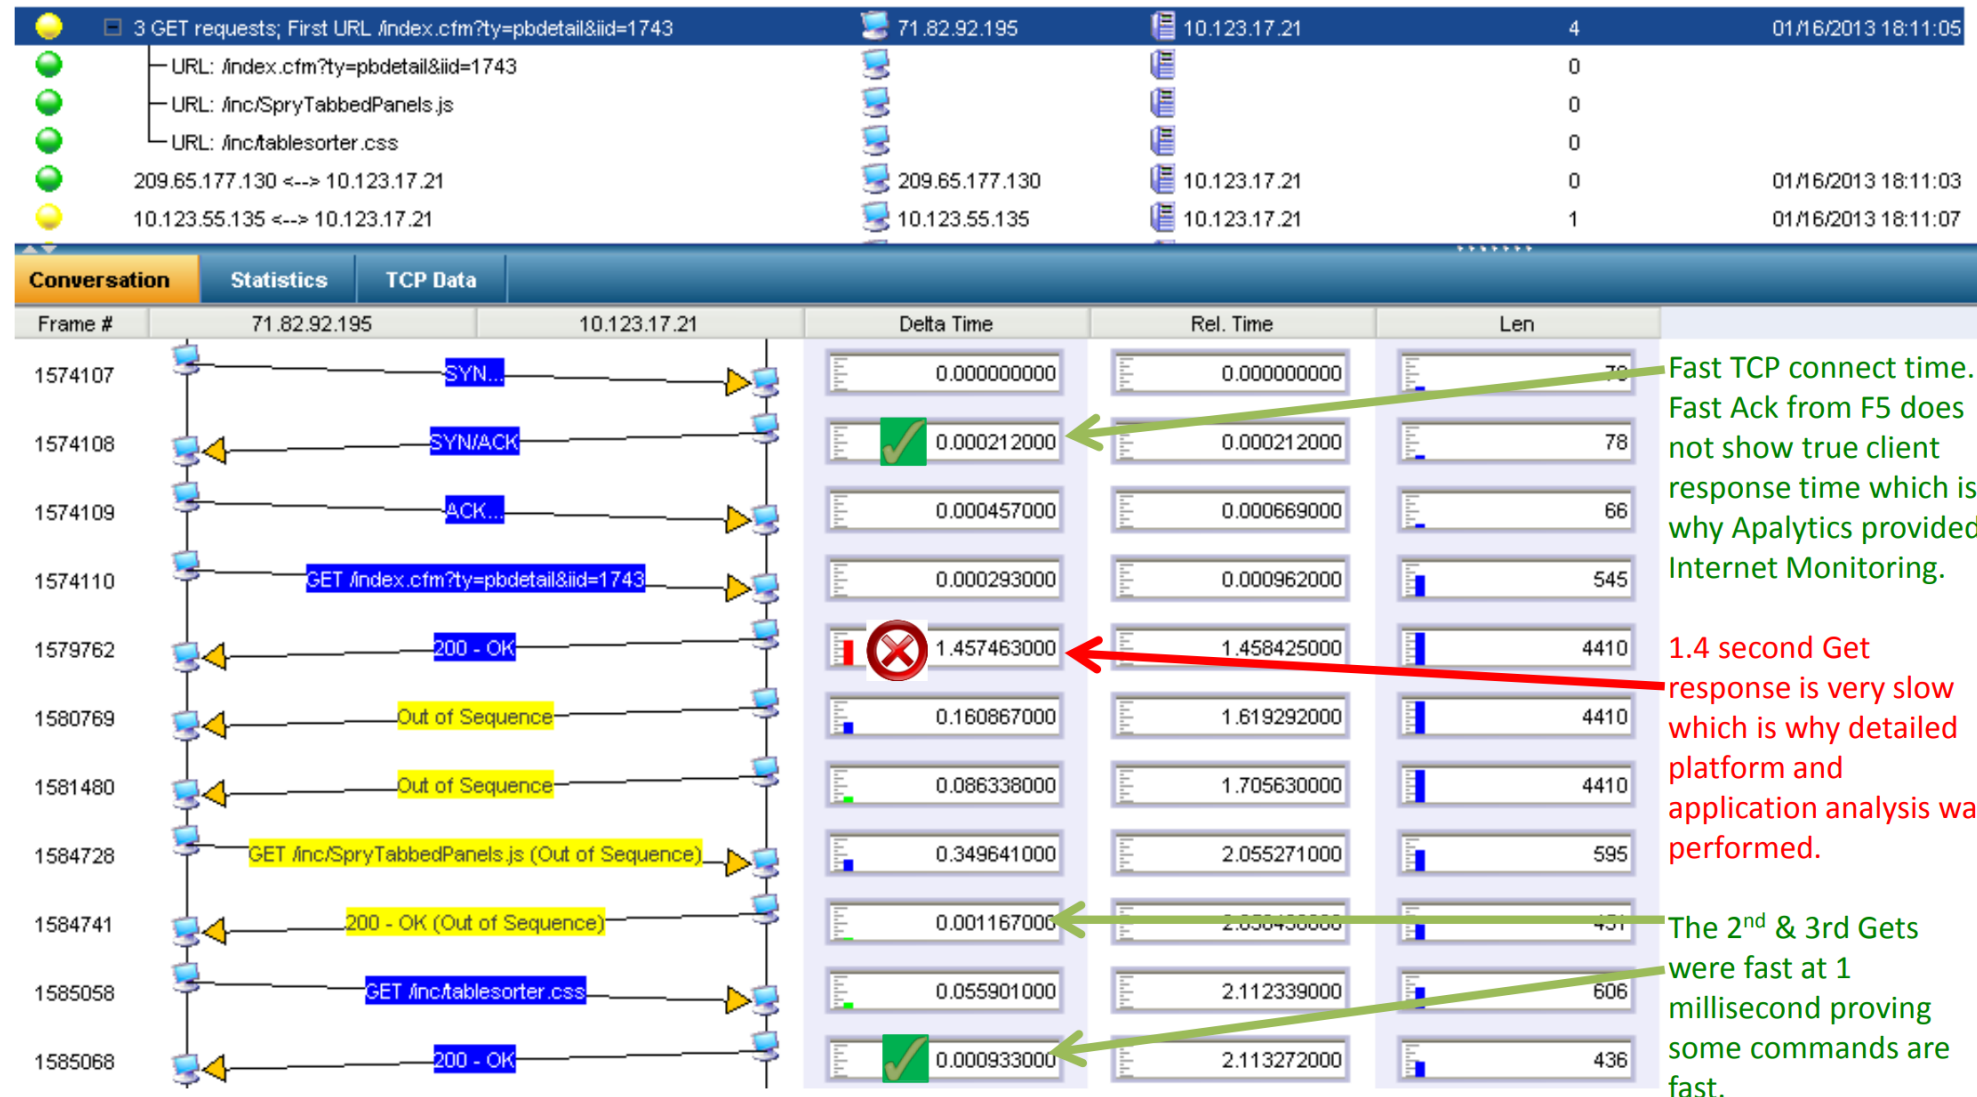 3 GET requests; First URL /index.cfm?ty=pbdetail&iid=1743 71.82.92.195 10.123.17.21 4 01/16/2013 18:11:05
URL: /index.cfm?ty=pbdetail&iid=1743 0
URL: /inc/SpryTabbedPanels.js 0
URL: /inc/tablesorter.css 0
209.65.177.130 <--> 10.123.17.21 209.65.177.130 10.123.17.21 0 01/16/2013 18:11:03
10.123.55.135 <--> 10.123.17.21 10.123.55.135 10.123.17.21 1 01/16/2013 18:11:07
Conversation Statistics TCP Data
Frame # 71.82.92.195 10.123.17.21 Delta Time Rel. Time Len
1574107 SYN... 0.000000000 0.000000000 78
1574108 SYN/ACK 0.000212000 0.000212000 78
1574109 ACK... 0.000457000 0.000669000 66
1574110 GET /index.cfm?ty=pbdetail&iid=1743 0.000293000 0.000962000 545
1579762 200 - OK 1.457463000 1.458425000 4410
1580769 Out of Sequence 0.160867000 1.619292000 4410
1581480 Out of Sequence 0.086338000 1.705630000 4410
1584728 GET /inc/SpryTabbedPanels.js (Out of Sequence) 0.349641000 2.055271000 595
1584741 200 - OK (Out of Sequence) 0.001167000
1585058 GET /inc/tablesorter.css 0.055901000 2.112339000 606
1585068 200 - OK 0.000933000 2.113272000 436
Fast TCP connect time.
Fast Ack from F5 does
not show true client
response time which is
why Apalytics provided
Internet Monitoring.
1.4 second Get
response is very slow
which is why detailed
platform and
application analysis wa
performed.
The 2nd & 3rd Gets
were fast at 1
millisecond proving
some commands are
fast.